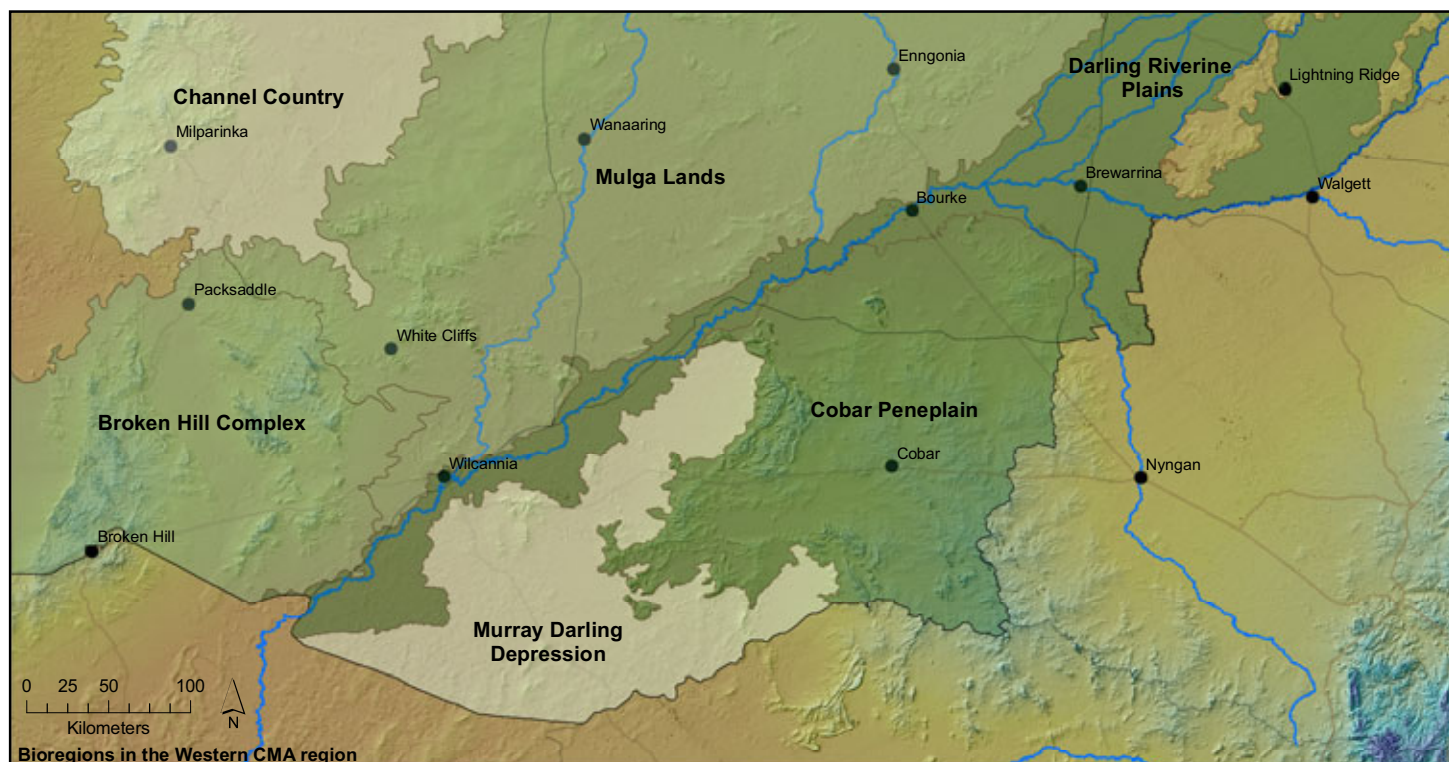 Enngonia
Darling Riverine
Plains
Lightning Ridge
Channel Country
Milparinka
Wanaaring
Mulga Lands
Brewarrina
Bourke
Walgett
Packsaddle
White Cliffs
Broken Hill Complex
Cobar Peneplain
Wilcannia
Cobar
Nyngan
Broken Hill
Murray Darling
Depression
0 25 50 100
N
Kilometers
Bioregions in the Western CMA region